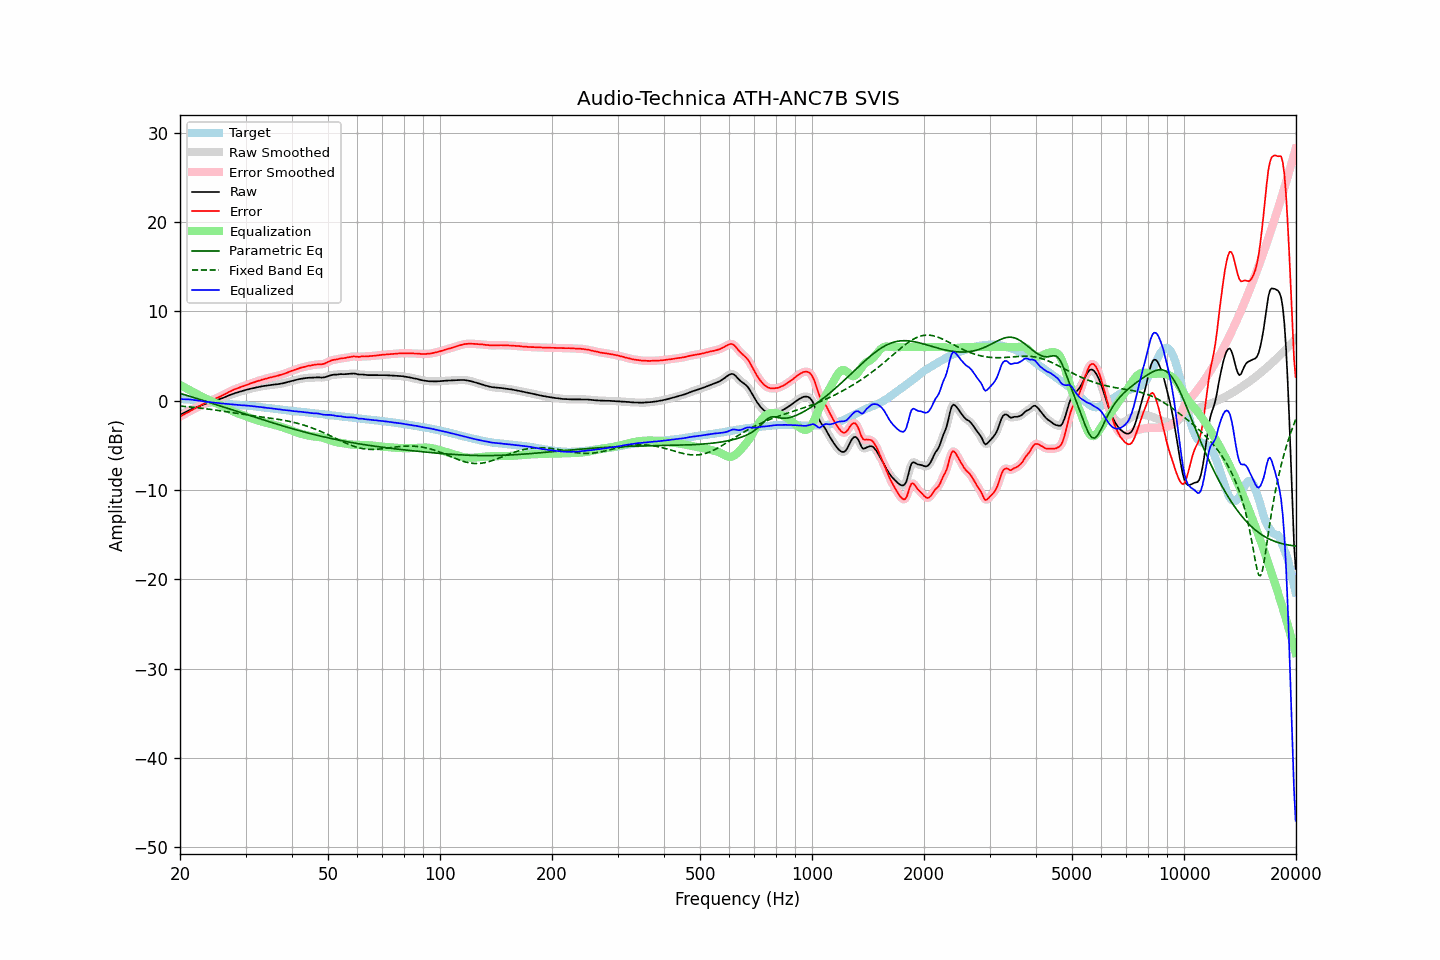 Audio-Technica ATH-ANC7B SVIS
Target
Raw Smoothed
Error Smoothed
Raw
Error
Equalization
Parametric Eq
Fixed Band Eq
Equalized
Amplitude (dBr)
30
20
10
0
−10
−20
−30
−40
−50
20 50 100 200 500 1000 2000 5000 10000 20000
Frequency (Hz)